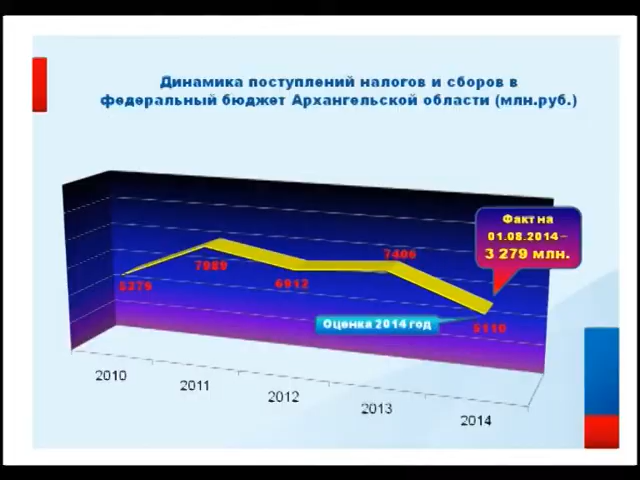 Динамика поступлений налогов и сборов в
федеральный бюджет Архангельской области (млн.руб.)
Факт на
01.08.2014 –
3 279 млн.
7406
7989
6912
Оценка 2014 год
5110
2010
2011
2012
2013
2014